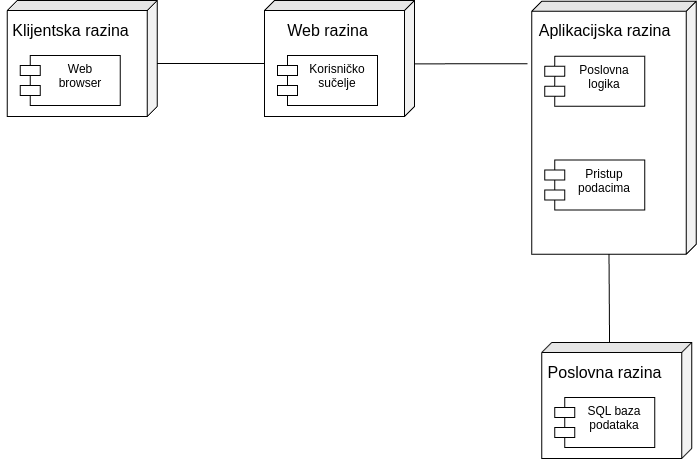 Klijentska razina
Web
browser
Web razina
Korisničko
sučelje
Aplikacijska razina
Poslovna
logika
Pristup
podacima
Poslovna razina
SQL baza
podataka